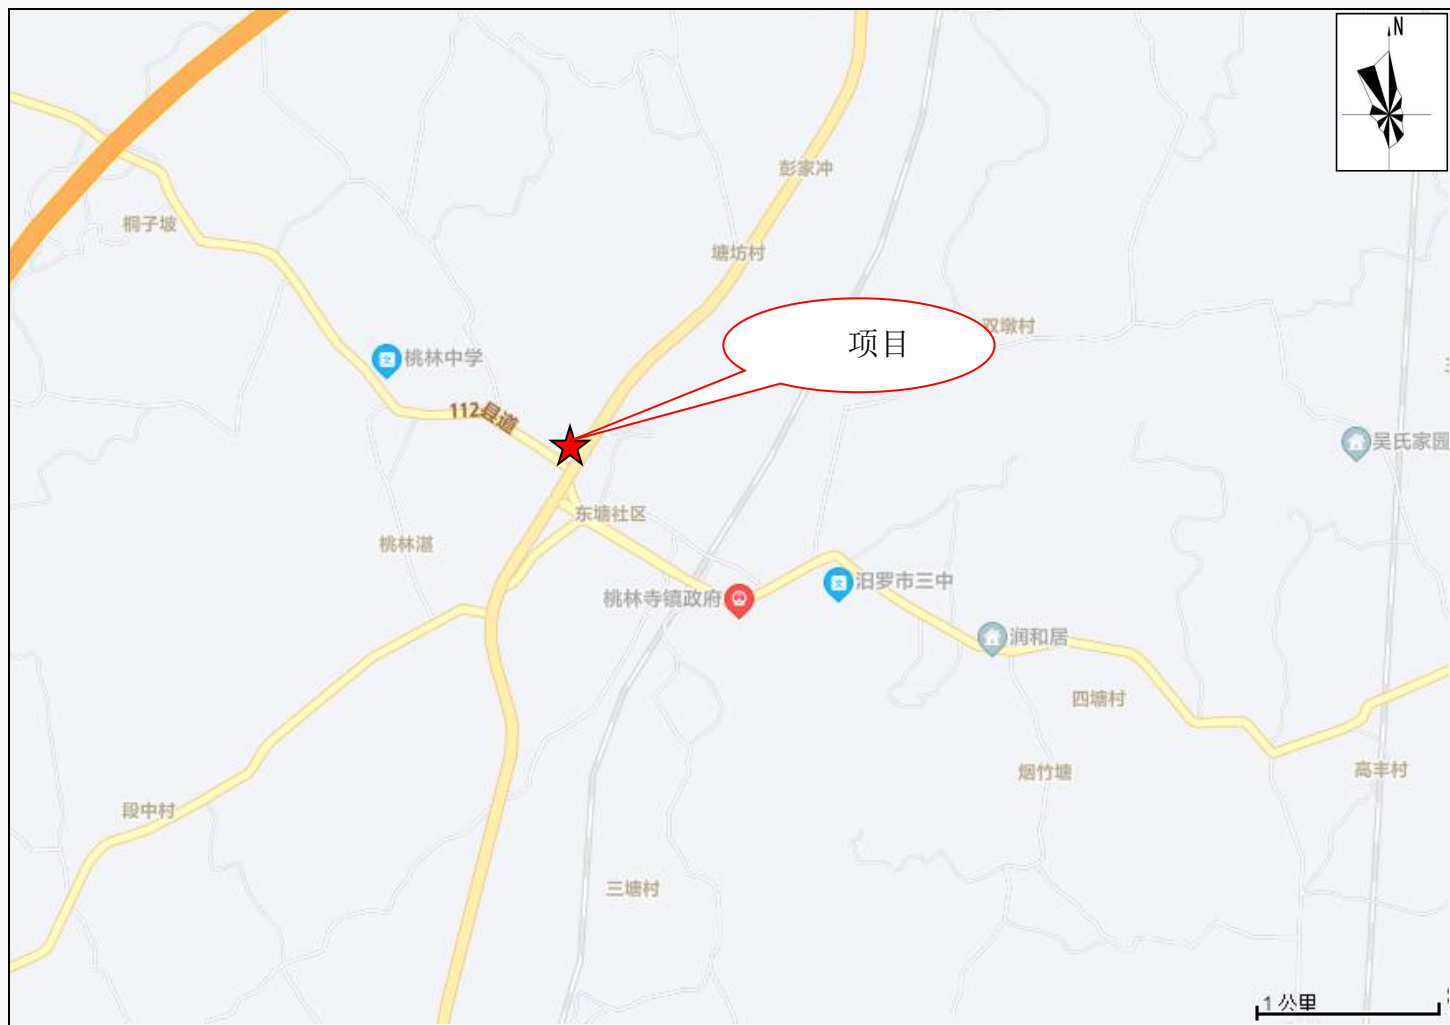 N
彭家冲
桐子坡
塘坊村
双墩村
项目
桃林中学
112县道
吴氏家园
东塘社区
桃林湛
汨罗市三中
桃林寺镇政府
润和居
四塘村
烟竹塘
高丰村
段中村
三塘村
1 公里